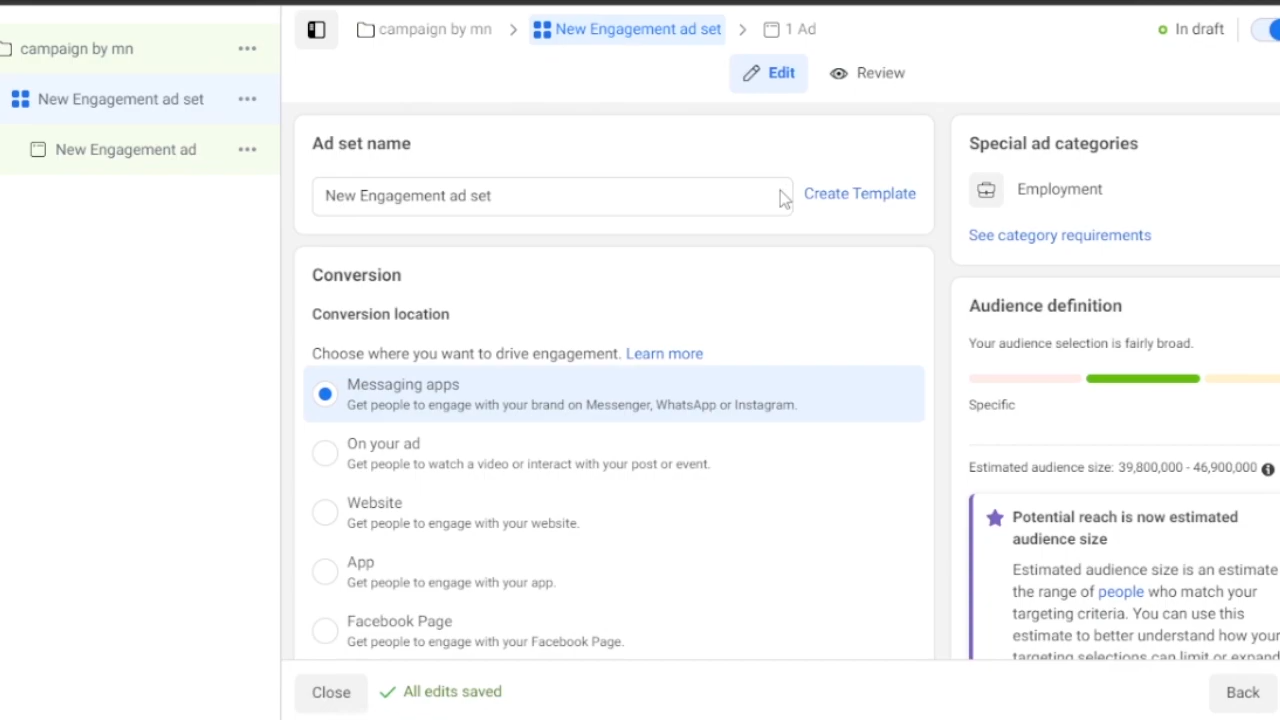 campaign by mn
New Engagement ad set
New Engagement ad
campaign by mn > New Engagement ad set > 1 Ad
In draft
Edit
Review
Ad set name
New Engagement ad set
Create Template
Conversion
Conversion location
Choose where you want to drive engagement. Learn more
Messaging apps
Get people to engage with your brand on Messenger, WhatsApp or Instagram.
On your ad
Get people to watch a video or interact with your post or event.
Website
Get people to engage with your website.
App
Get people to engage with your app.
Facebook Page
Get people to engage with your Facebook Page.
Special ad categories
Employment
See category requirements
Audience definition
Your audience selection is fairly broad.
Specific
Estimated audience size: 39,800,000 - 46,900,000
Potential reach is now estimated
audience size
Estimated audience size is an estimate
the range of people who match your
targeting criteria. You can use this
estimate to better understand how your
targeting selections can limit or expand
Close
All edits saved
Back